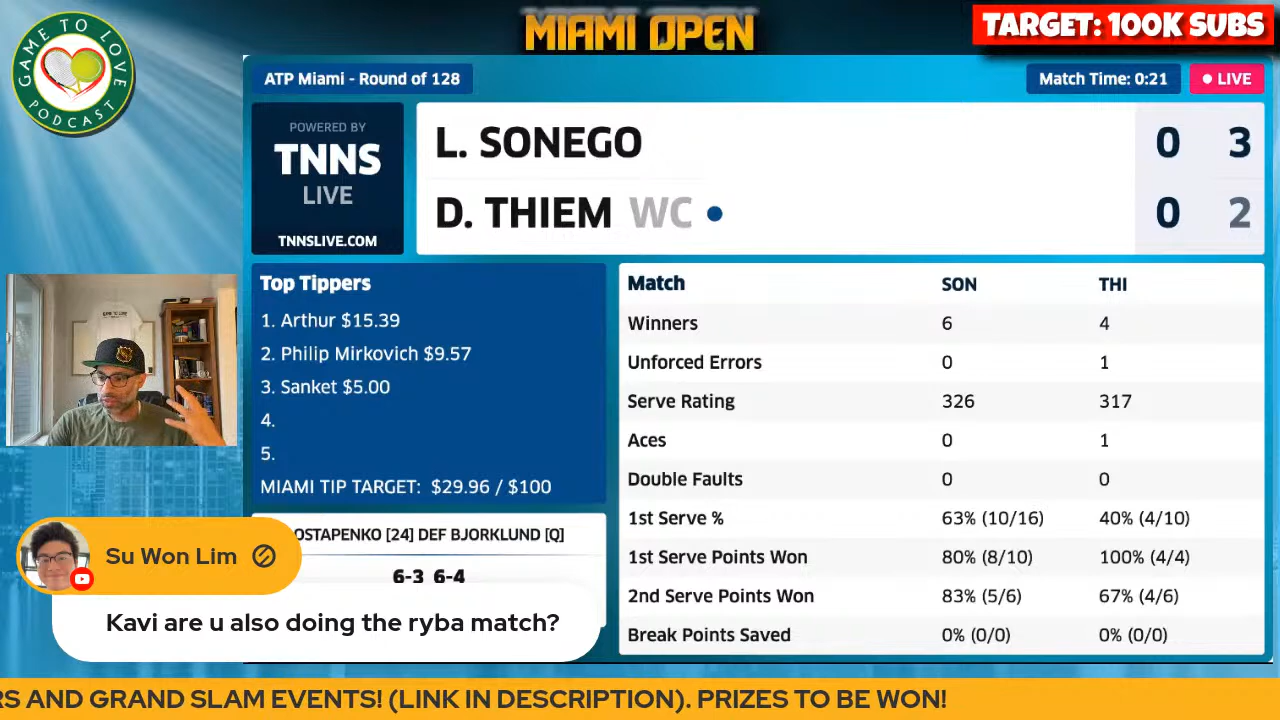 GAME TO LOVE
PODCAST
MIAMI OPEN
TARGET: 100K SUBS
ATP Miami - Round of 128
Match Time: 0:21
LIVE
POWERED BY
TNNS
LIVE
TNNSLIVE.COM
L. SONEGO 0 3
D. THIEM WC 0 2
Top Tippers
1. Arthur $15.39
2. Philip Mirkovich $9.57
3. Sanket $5.00
4.
5.
MIAMI TIP TARGET: $29.96 / $100
OSTAPENKO [24] DEF BJORKLUND [Q]
6-3 6-4
Match SON THI
Winners 6 4
Unforced Errors 0 1
Serve Rating 326 317
Aces 0 1
Double Faults 0 0
1st Serve % 63% (10/16) 40% (4/10)
1st Serve Points Won 80% (8/10) 100% (4/4)
2nd Serve Points Won 83% (5/6) 67% (4/6)
Break Points Saved 0% (0/0) 0% (0/0)
Su Won Lim
Kavi are u also doing the ryba match?
RS AND GRAND SLAM EVENTS! (LINK IN DESCRIPTION). PRIZES TO BE WON!